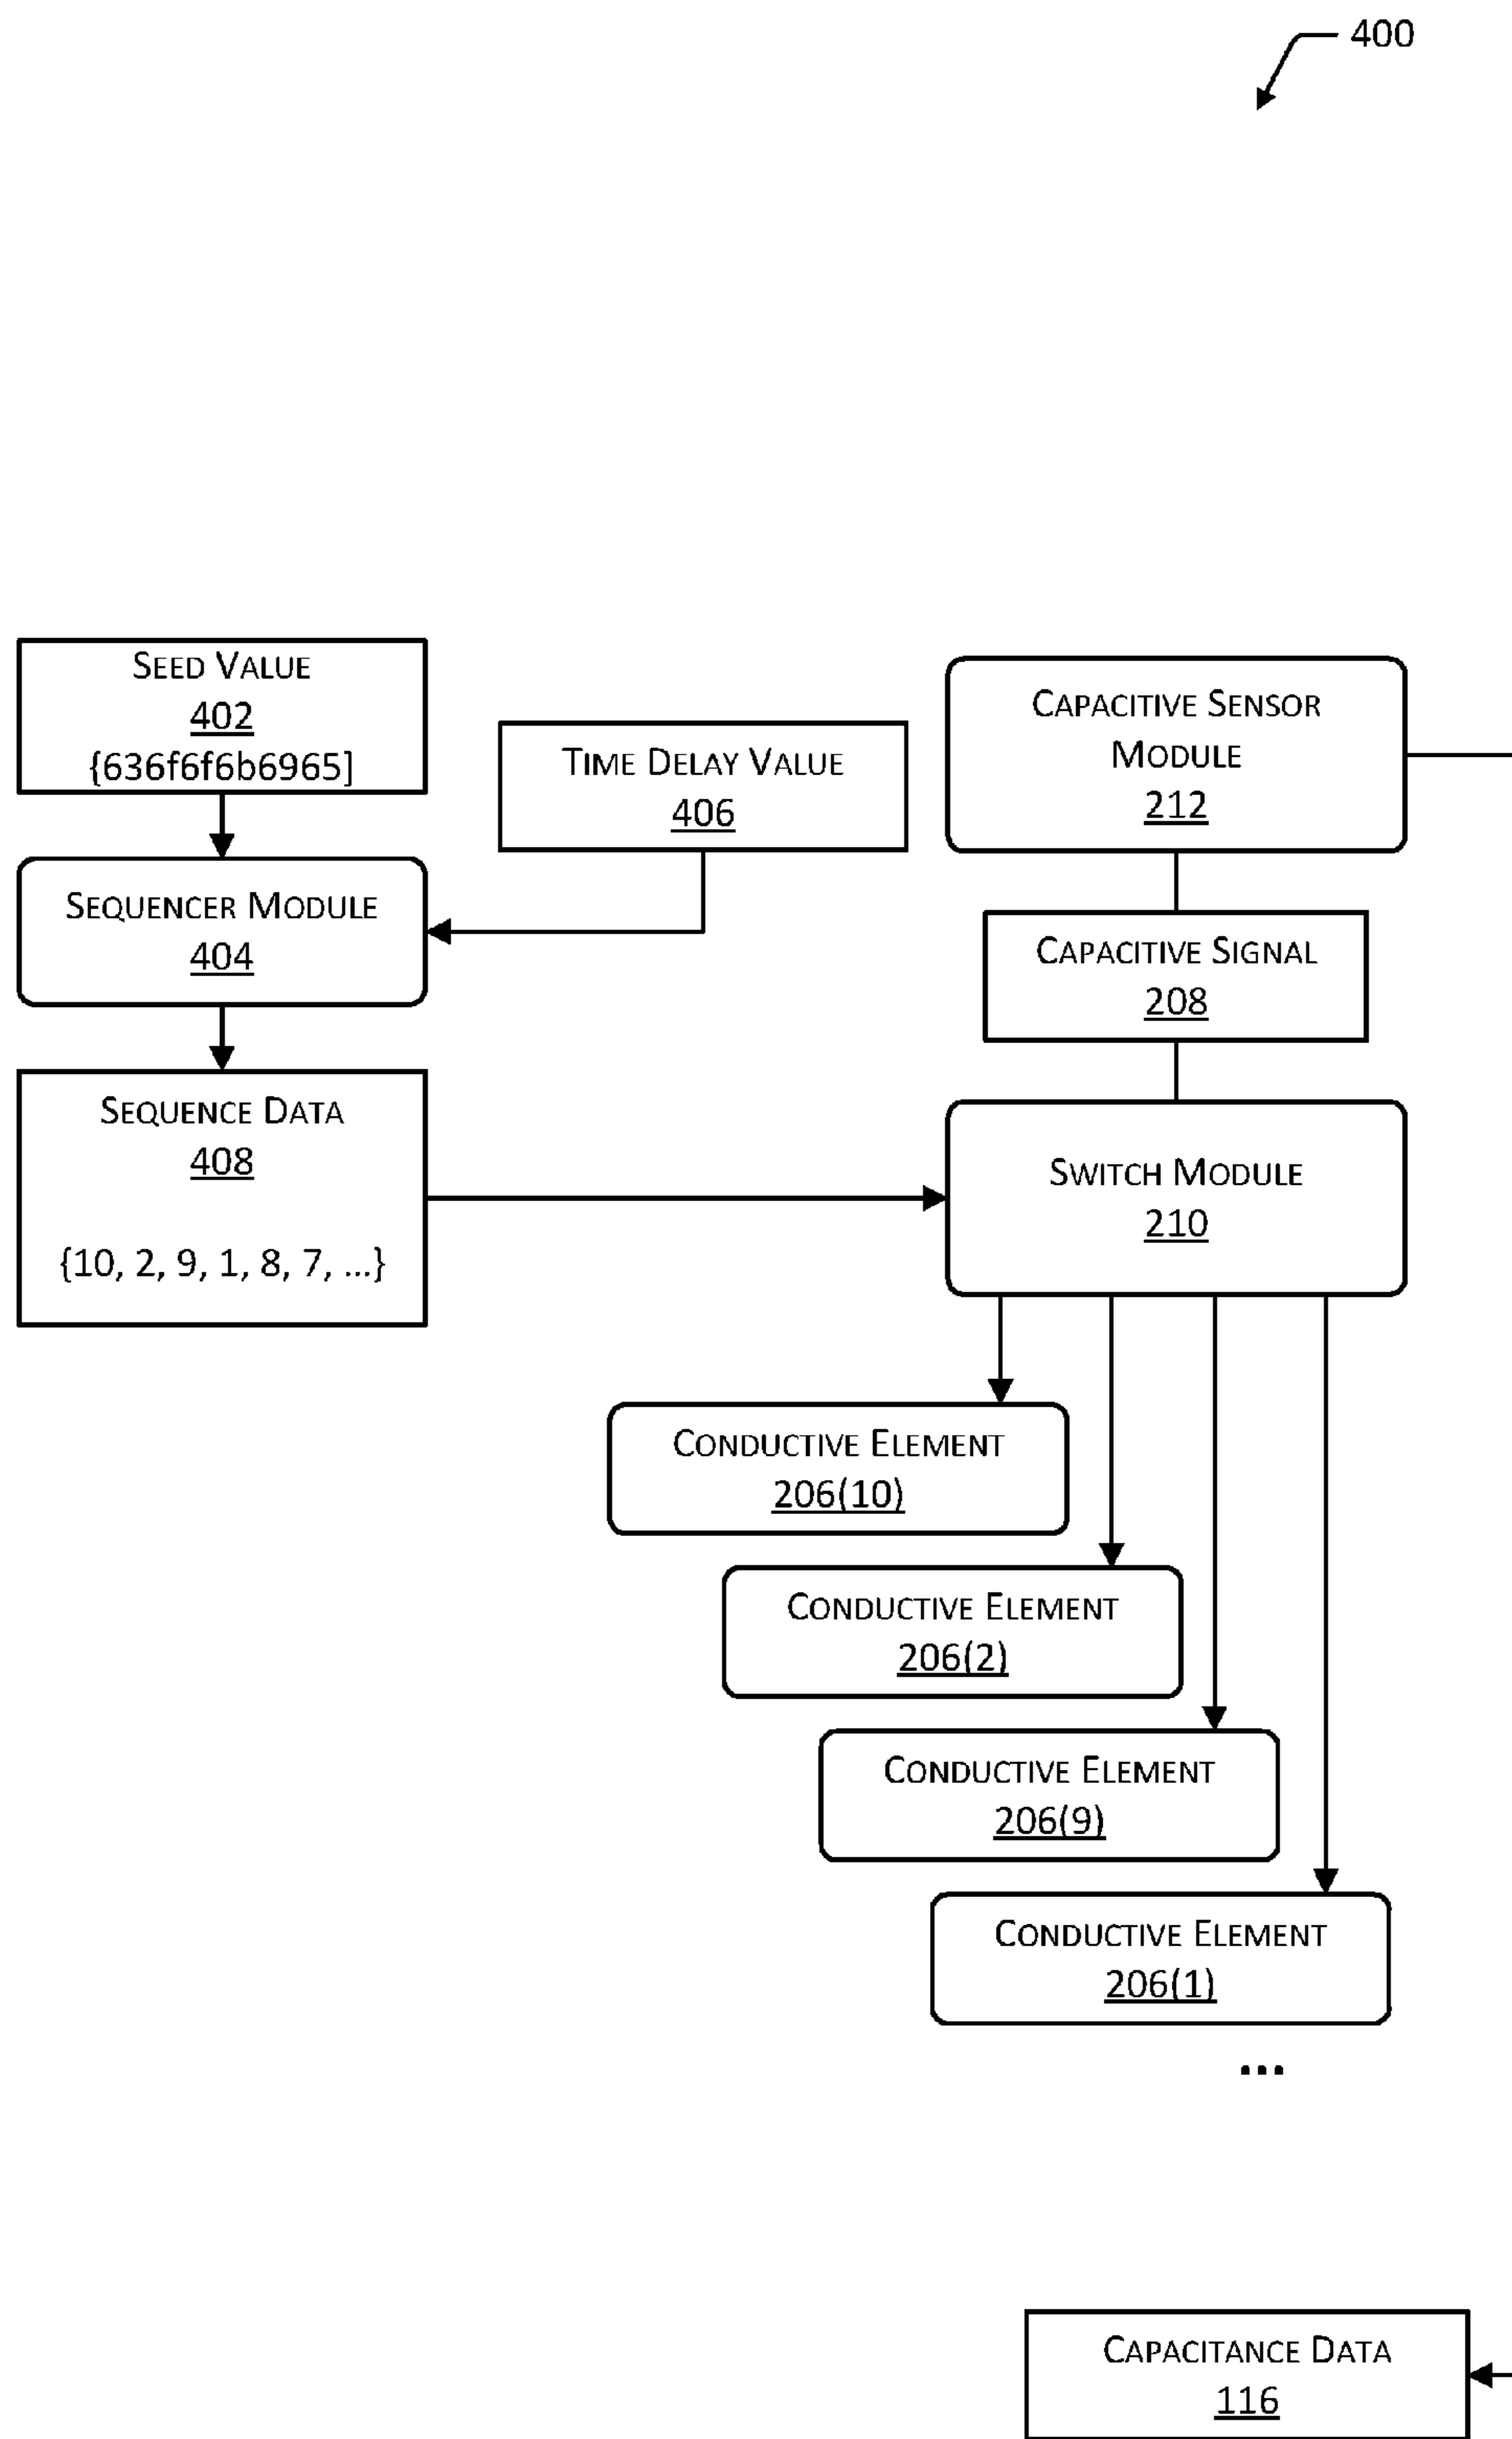 400
SEED VALUE
402
{636f6f6b6965]
TIME DELAY VALUE
406
SEQUENCER MODULE
404
SEQUENCE DATA
408
{10, 2, 9, 1, 8, 7, ...}
CAPACITIVE SENSOR
MODULE
212
CAPACITIVE SIGNAL
208
SWITCH MODULE
210
CONDUCTIVE ELEMENT
206(10)
CONDUCTIVE ELEMENT
206(2)
CONDUCTIVE ELEMENT
206(9)
CONDUCTIVE ELEMENT
206(1)
...
CAPACITANCE DATA
116